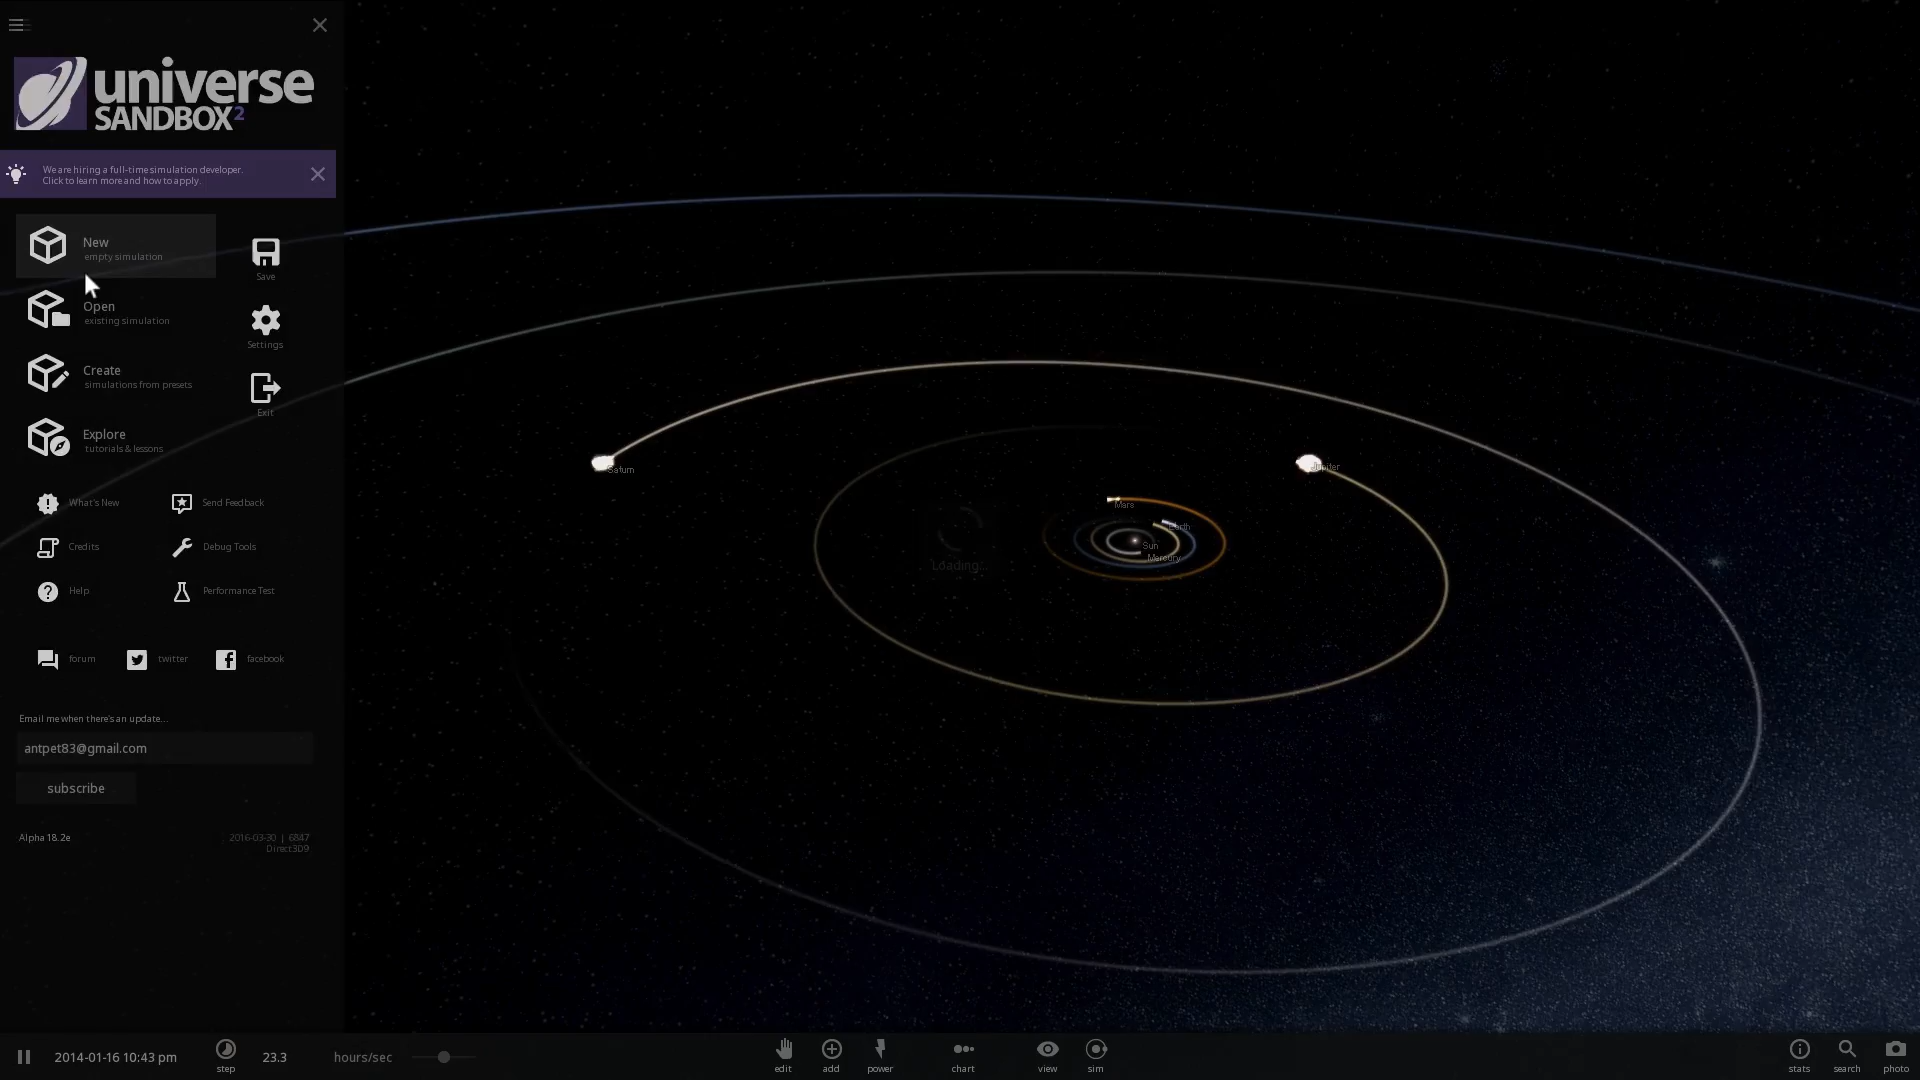 universe
SANDBOX²
We are hiring a full-time simulation developer.
Click to learn more and how to apply.
New
empty simulation
Save
Open
existing simulation
Settings
Create
simulations from presets
Exit
Explore
tutorials & lessons
What's New
Send Feedback
Credits
Debug Tools
Help
Performance Test
forum
twitter
facebook
Email me when there's an update...
antpet83@gmail.com
subscribe
Alpha 18.2e
2016-03-30 | 6847
Direct3D9
Saturn
Jupiter
Mars
Earth
Sun
Mercury
Loading...
2014-01-16 10:43 pm
step
23.3
hours/sec
edit
add
power
chart
view
sim
stats
search
photo